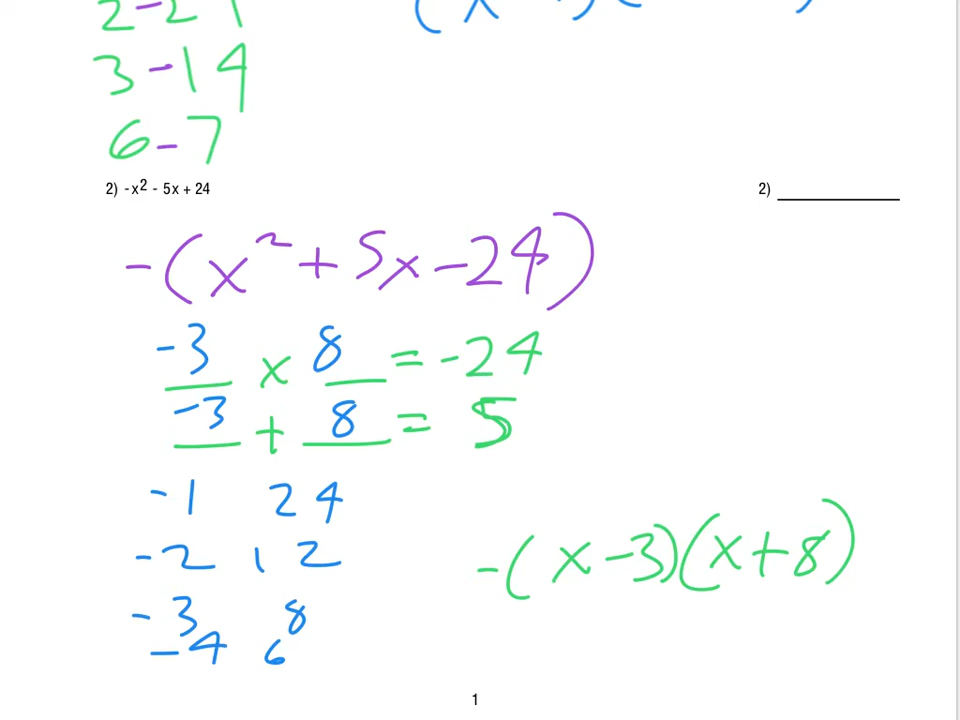 2 - 21
3 - 14
6 - 7
2) -x² - 5x + 24 2)
-(x² + 5x - 24)
-3 x 8 = -24
-3 + 8 = 5
-1 24
-2 12
-(x-3)(x+8)
-3 8
-4 6
1